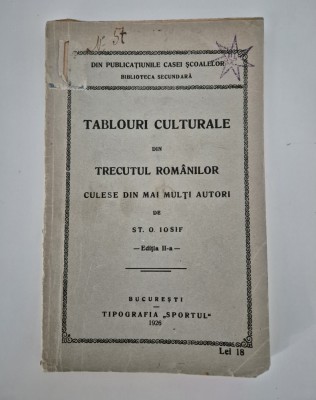 DIN PUBLICAȚIUNILE CASEI ȘCOALELOR
BIBLIOTECA SECUNDARĂ
TABLOURI CULTURALE
DIN
TRECUTUL ROMÂNILOR
CULESE DIN MAI MULȚI AUTORI
DE
ST. O. IOSIF
— Ediția II-a —
BUCUREȘTI
TIPOGRAFIA „SPORTUL"
1926
Lei 18